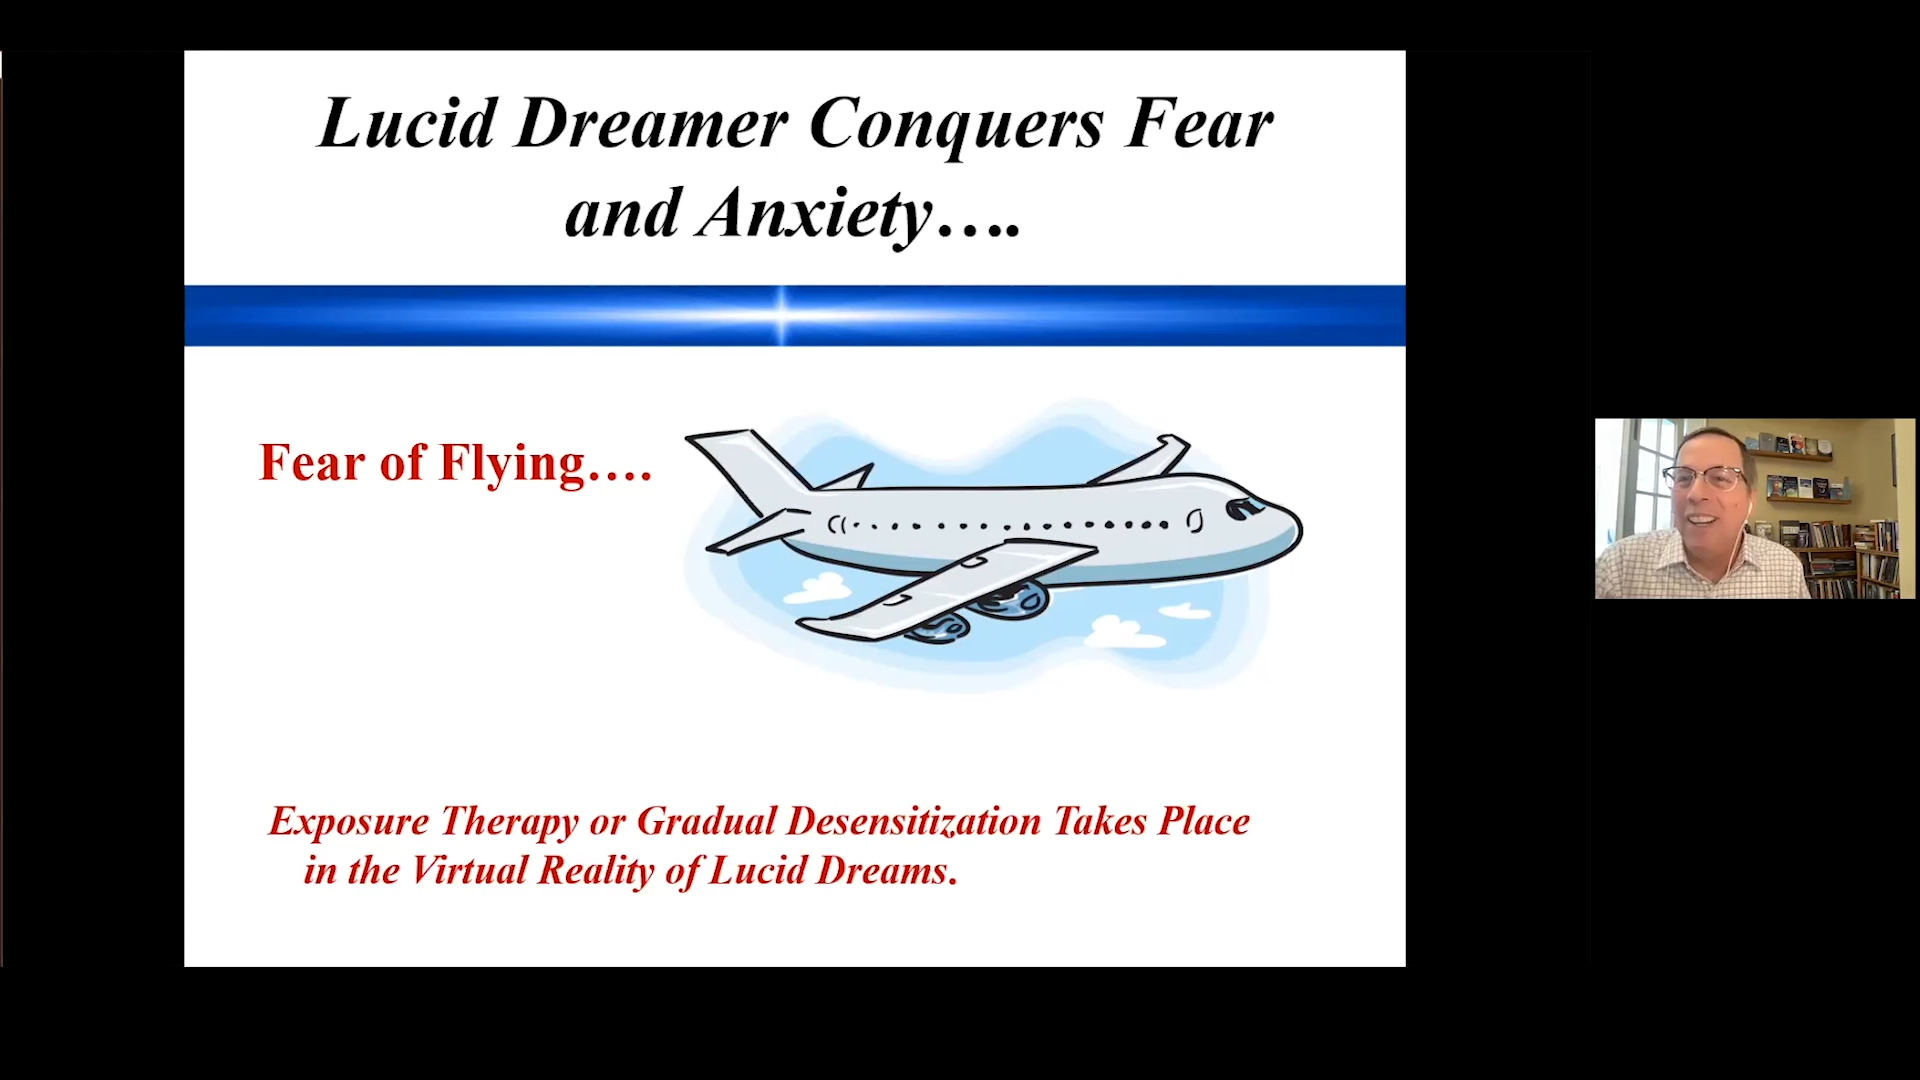 Lucid Dreamer Conquers Fear
and Anxiety….
Fear of Flying….
Exposure Therapy or Gradual Desensitization Takes Place
in the Virtual Reality of Lucid Dreams.